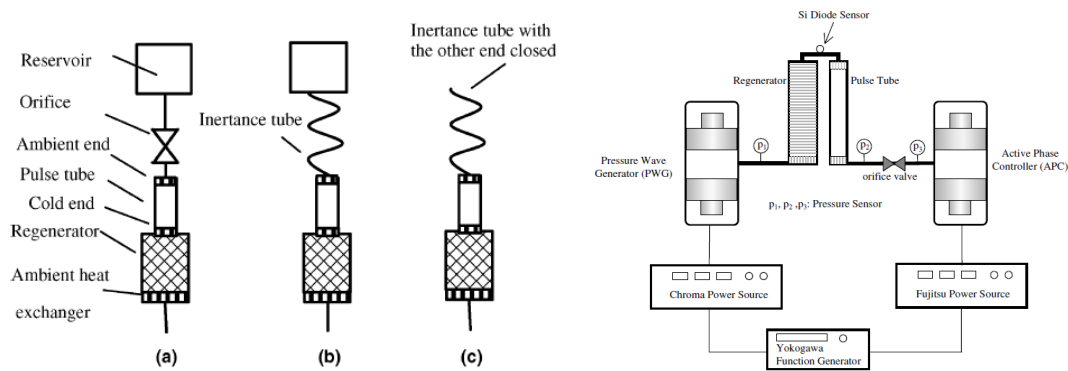 Reservoir
Orifice
Ambient end
Pulse tube
Cold end
Regenerator
Ambient heat
exchanger
(a)
Inertance tube
(b)
Inertance tube with
the other end closed
(c)
Si Diode Sensor
Regenerator
Pulse Tube
Pressure Wave
Generator (PWG)
p₁
p₂
p₃
orifice valve
Active Phase
Controller (APC)
p₁, p₂ ,p₃: Pressure Sensor
Chroma Power Source
Fujitsu Power Source
Yokogawa
Function Generator